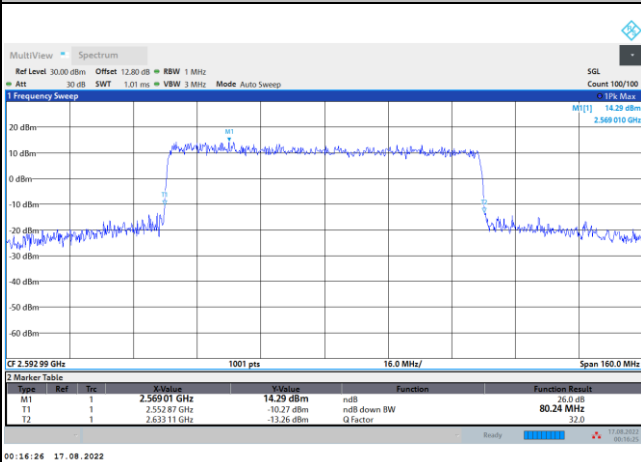 MultiView Spectrum
Ref Level 30.00 dBm Offset 12.80 dB RBW 1 MHz SGL
Att 30 dB SWT 1.01 ms VBW 3 MHz Mode Auto Sweep Count 100/100
1 Frequency Sweep 1Pk Max
M1[1] 14.29 dBm
2.569 010 GHz
20 dBm
M1
10 dBm
0 dBm
T1
T2
-10 dBm
-20 dBm
-30 dBm
-40 dBm
-50 dBm
-60 dBm
CF 2.592 99 GHz 1001 pts 16.0 MHz/ Span 160.0 MHz
2 Marker Table
Type Ref Trc X-Value Y-Value Function Function Result
M1 1 2.569 01 GHz 14.29 dBm ndB 26.0 dB
T1 1 2.552 87 GHz -10.27 dBm ndB down BW 80.24 MHz
T2 1 2.633 11 GHz -13.26 dBm Q Factor 32.0
Ready 17.08.2022
00:16:25
00:16:26 17.08.2022